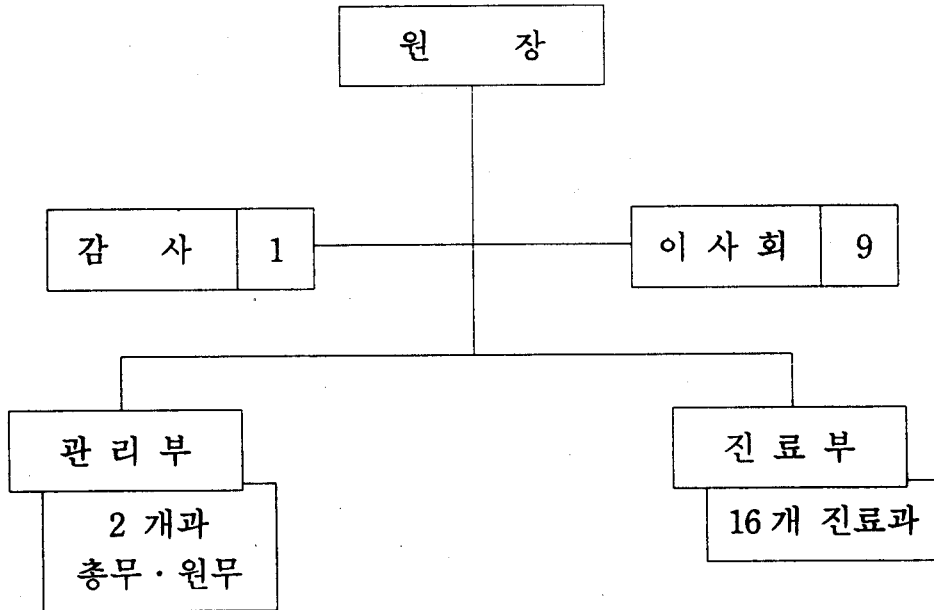 원 장
감 사 1
이 사 회 9
관 리 부
2 개과
총무 · 원무
진 료 부
16 개 진료과